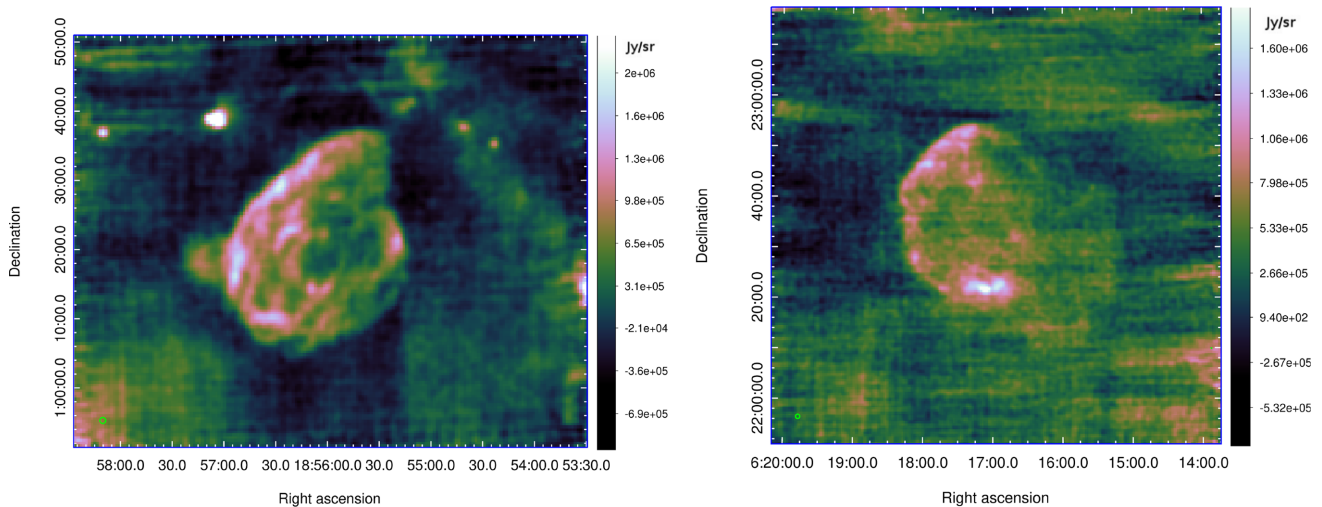 Jy/sr
2e+06
1.6e+06
1.3e+06
9.8e+05
6.5e+05
3.1e+05
-2.1e+04
-3.6e+05
-6.9e+05
50:00.0
40:00.0
30:00.0
20:00.0
10:00.0
1:00:00.0
Declination
58:00.0 30.0 57:00.0 30.0 18:56:00.0 30.0 55:00.0 30.0 54:00.0 53:30.0
Right ascension
Jy/sr
1.60e+06
1.33e+06
1.06e+06
7.98e+05
5.33e+05
2.66e+05
9.40e+02
-2.67e+05
-5.32e+05
23:00:00.0
40:00.0
20:00.0
22:00:00.0
Declination
6:20:00.0 19:00.0 18:00.0 17:00.0 16:00.0 15:00.0 14:00.0
Right ascension